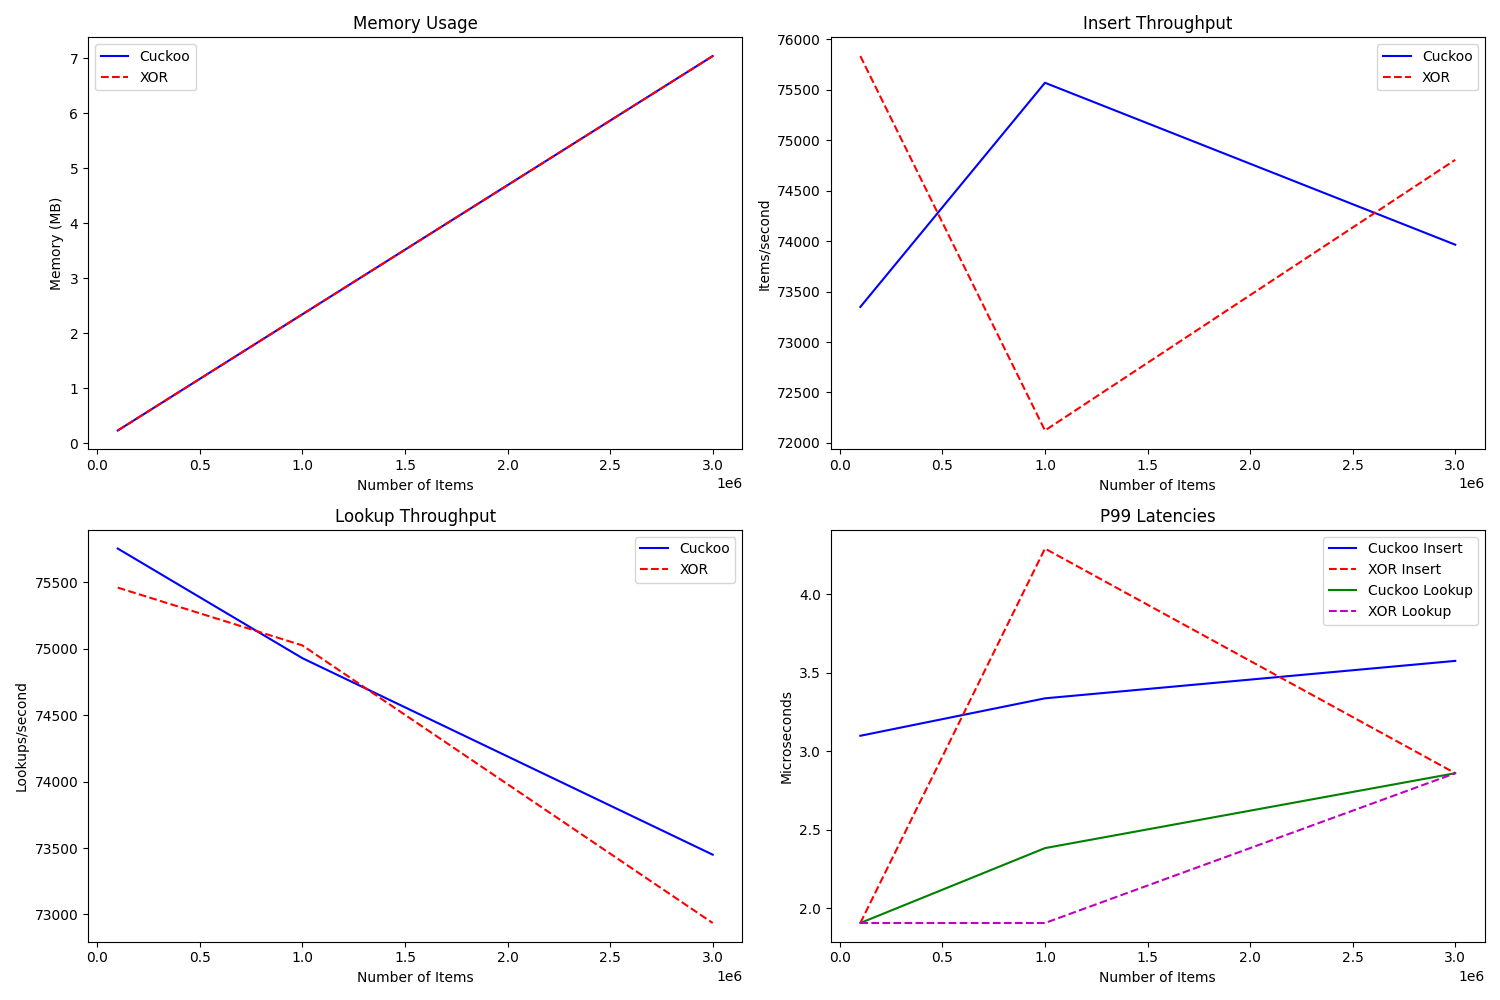 Memory Usage
Cuckoo
XOR
Memory (MB)
7
6
5
4
3
2
1
0
0.0 0.5 1.0 1.5 2.0 2.5 3.0
1e6
Number of Items
Insert Throughput
Cuckoo
XOR
Items/second
76000
75500
75000
74500
74000
73500
73000
72500
72000
0.0 0.5 1.0 1.5 2.0 2.5 3.0
1e6
Number of Items
Lookup Throughput
Cuckoo
XOR
Lookups/second
75500
75000
74500
74000
73500
73000
0.0 0.5 1.0 1.5 2.0 2.5 3.0
1e6
Number of Items
P99 Latencies
Cuckoo Insert
XOR Insert
Cuckoo Lookup
XOR Lookup
Microseconds
4.0
3.5
3.0
2.5
2.0
0.0 0.5 1.0 1.5 2.0 2.5 3.0
1e6
Number of Items